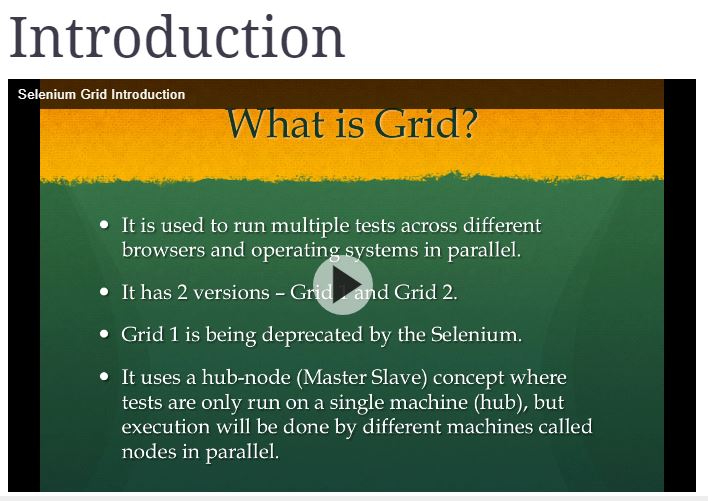 Introduction
Selenium Grid Introduction
What is Grid?
• It is used to run multiple tests across different
browsers and operating systems in parallel.
• It has 2 versions – Grid 1 and Grid 2.
• Grid 1 is being deprecated by the Selenium.
• It uses a hub-node (Master Slave) concept where
tests are only run on a single machine (hub), but
execution will be done by different machines called
nodes in parallel.